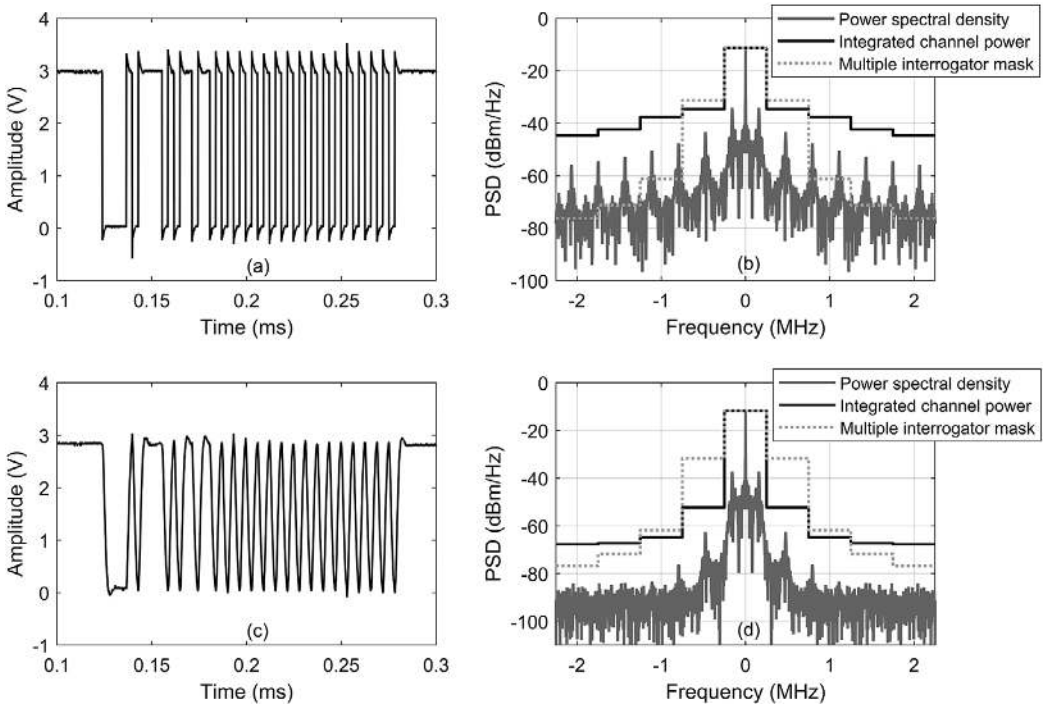 4
3
2
1
0
-1
Amplitude (V)
0.1
0.15
0.2
0.25
0.3
Time (ms)
(a)
0
-20
-40
-60
-80
-100
PSD (dBm/Hz)
-2
-1
0
1
2
Frequency (MHz)
(b)
Power spectral density
Integrated channel power
Multiple interrogator mask
4
3
2
1
0
-1
Amplitude (V)
0.1
0.15
0.2
0.25
0.3
Time (ms)
(c)
0
-20
-40
-60
-80
-100
PSD (dBm/Hz)
-2
-1
0
1
2
Frequency (MHz)
(d)
Power spectral density
Integrated channel power
Multiple interrogator mask